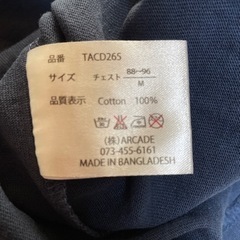 品番 TACD265
サイズ チェスト 88~96
M
品質表示 Cotton 100%
(株) ARCADE
073-455-6161
MADE IN BANGLADESH